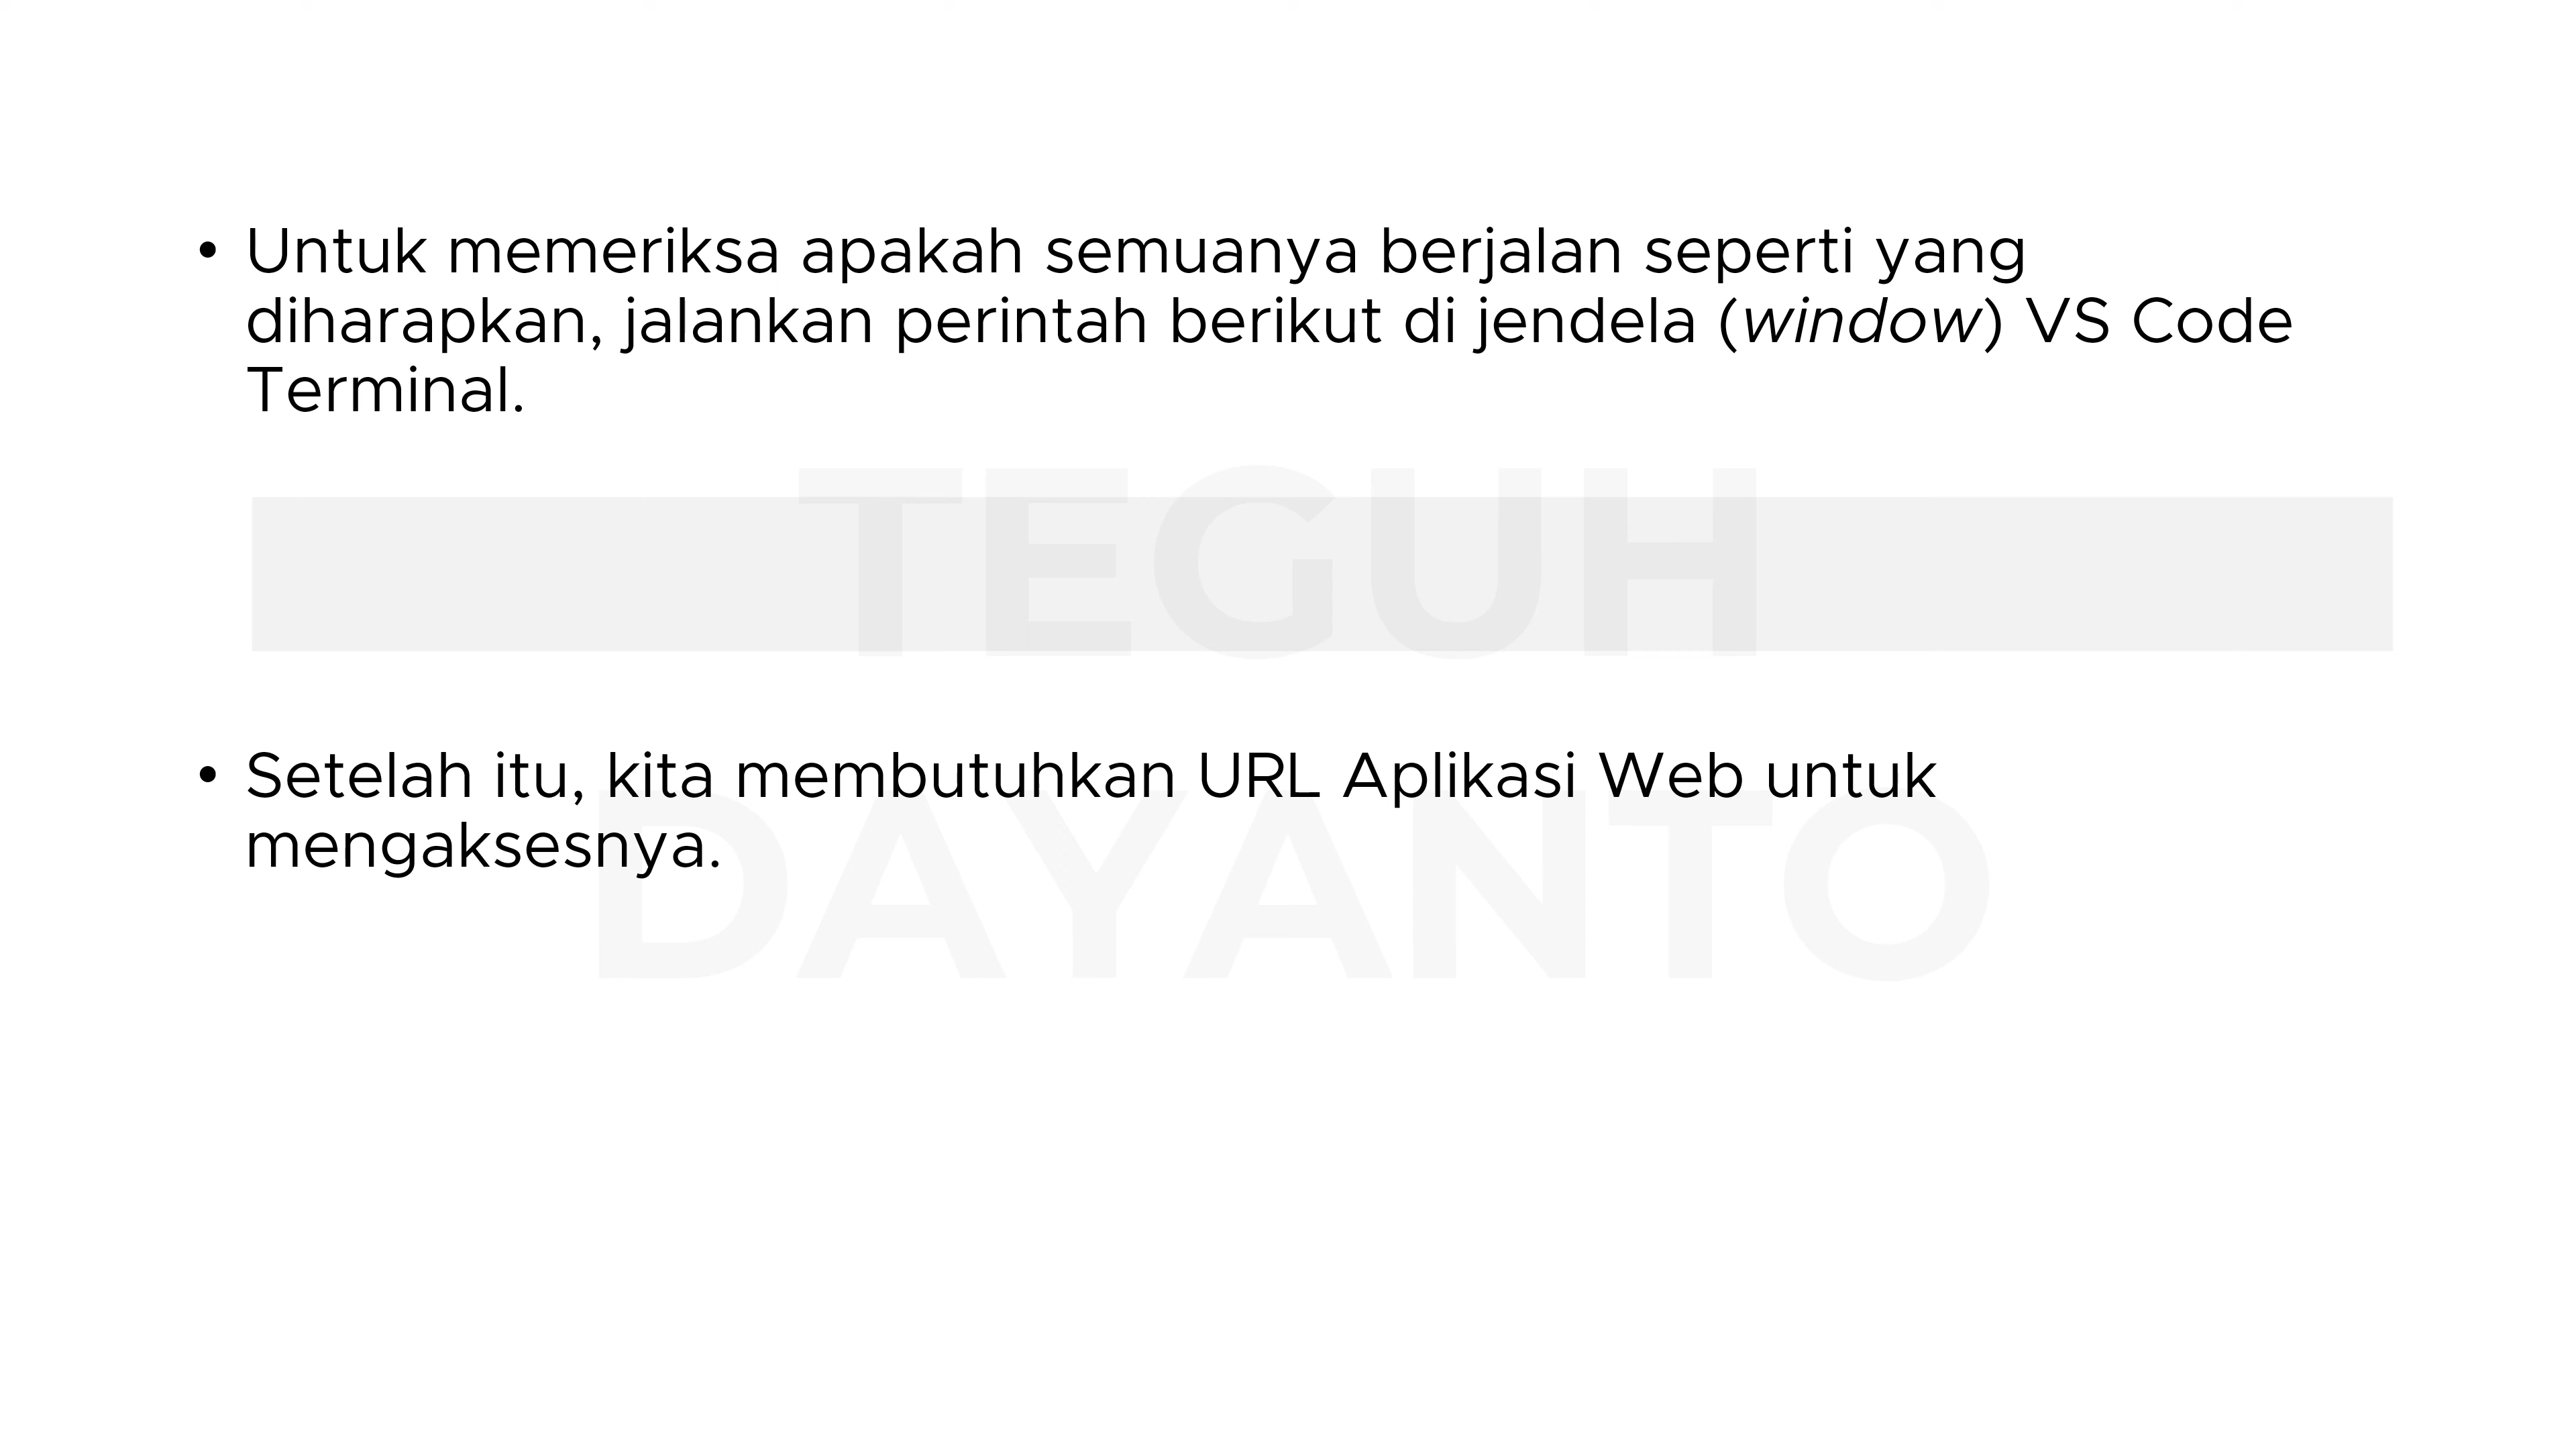 • Untuk memeriksa apakah semuanya berjalan seperti yang
diharapkan, jalankan perintah berikut di jendela (window) VS Code
Terminal.
TEGUH
• Setelah itu, kita membutuhkan URL Aplikasi Web untuk
mengaksesnya.
DAYANTO